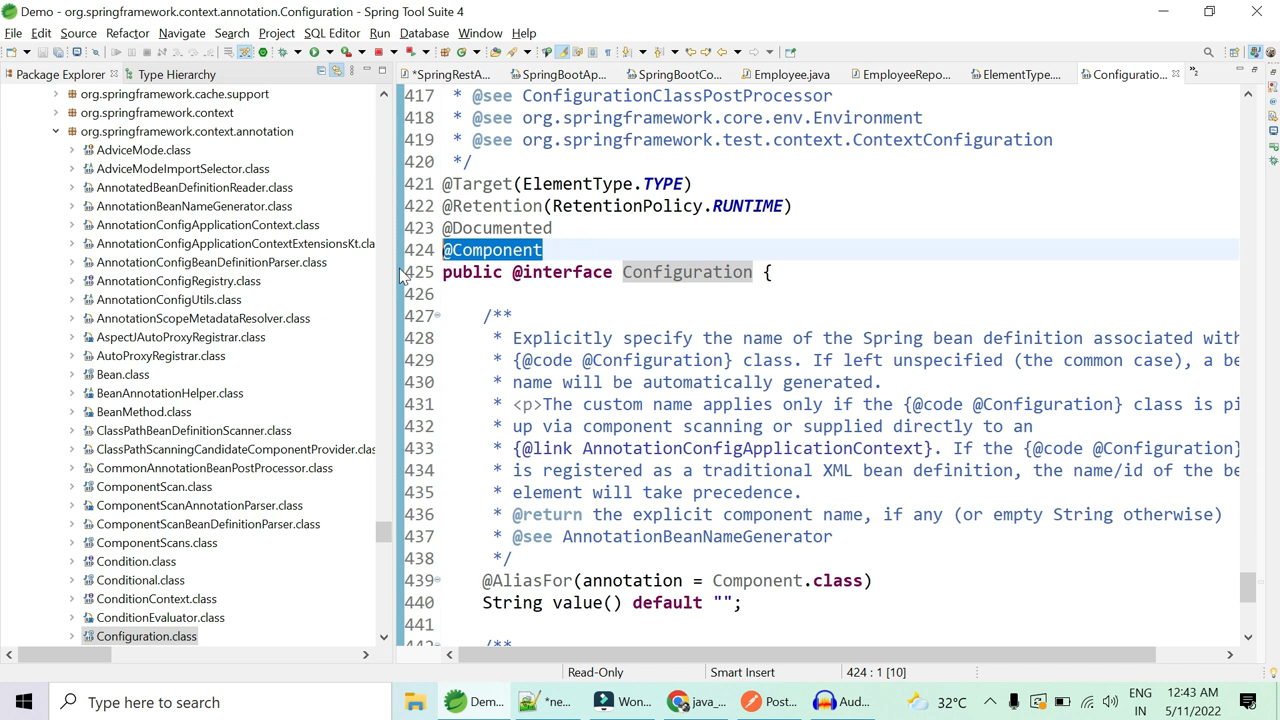 Demo - org.springframework.context.annotation.Configuration - Spring Tool Suite 4
File Edit Source Refactor Navigate Search Project SQL Editor Run Database Window Help
Package Explorer Type Hierarchy
*SpringRestA... SpringBootAp... SpringBootCo... Employee.java EmployeeRepo... ElementType.... Configuratio...
org.springframework.cache.support
org.springframework.context
org.springframework.context.annotation
AdviceMode.class
AdviceModeImportSelector.class
AnnotatedBeanDefinitionReader.class
AnnotationBeanNameGenerator.class
AnnotationConfigApplicationContext.class
AnnotationConfigApplicationContextExtensionsKt.cla
AnnotationConfigBeanDefinitionParser.class
AnnotationConfigRegistry.class
AnnotationConfigUtils.class
AnnotationScopeMetadataResolver.class
AspectJAutoProxyRegistrar.class
AutoProxyRegistrar.class
Bean.class
BeanAnnotationHelper.class
BeanMethod.class
ClassPathBeanDefinitionScanner.class
ClassPathScanningCandidateComponentProvider.clas
CommonAnnotationBeanPostProcessor.class
ComponentScan.class
ComponentScanAnnotationParser.class
ComponentScanBeanDefinitionParser.class
ComponentScans.class
Condition.class
Conditional.class
ConditionContext.class
ConditionEvaluator.class
Configuration.class
417 * @see ConfigurationClassPostProcessor
418 * @see org.springframework.core.env.Environment
419 * @see org.springframework.test.context.ContextConfiguration
420 */
421 @Target(ElementType.TYPE)
422 @Retention(RetentionPolicy.RUNTIME)
423 @Documented
424 @Component
425 public @interface Configuration {
426
427 /**
428 * Explicitly specify the name of the Spring bean definition associated with
429 * {@code @Configuration} class. If left unspecified (the common case), a be
430 * name will be automatically generated.
431 * <p>The custom name applies only if the {@code @Configuration} class is pi
432 * up via component scanning or supplied directly to an
433 * {@link AnnotationConfigApplicationContext}. If the {@code @Configuration}
434 * is registered as a traditional XML bean definition, the name/id of the be
435 * element will take precedence.
436 * @return the explicit component name, if any (or empty String otherwise)
437 * @see AnnotationBeanNameGenerator
438 */
439 @AliasFor(annotation = Component.class)
440 String value() default "";
441
442 /**
Read-Only Smart Insert 424 : 1 [10]
Type here to search Dem... *ne... Won... java_... Post... Aud... 32°C ENG IN 12:43 AM 5/11/2022